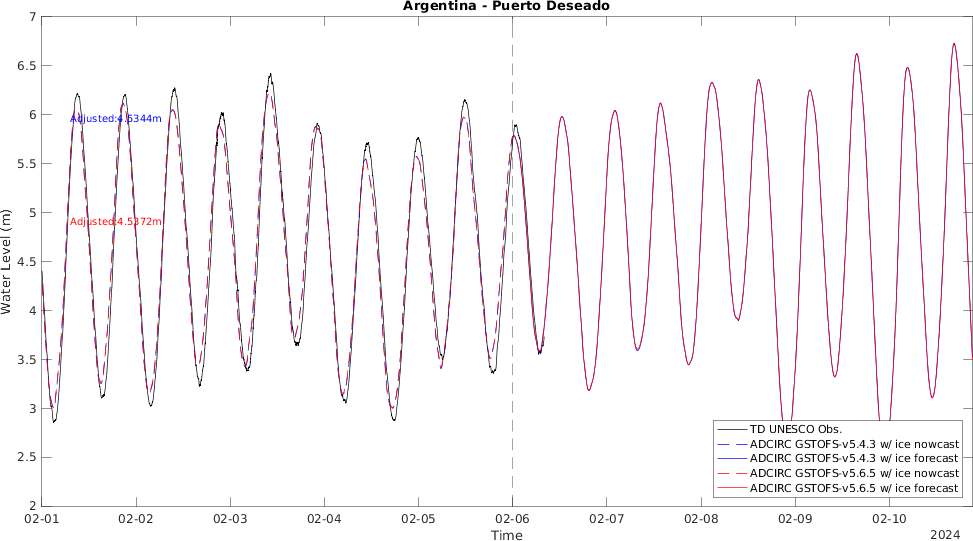 Argentina - Puerto Deseado
7
6.5
6
5.5
5
4.5
4
3.5
3
2.5
2
Water Level (m)
Adjusted:4.5344m
Adjusted:4.5372m
TD UNESCO Obs.
ADCIRC GSTOFS-v5.4.3 w/ ice nowcast
ADCIRC GSTOFS-v5.4.3 w/ ice forecast
ADCIRC GSTOFS-v5.6.5 w/ ice nowcast
ADCIRC GSTOFS-v5.6.5 w/ ice forecast
02-01 02-02 02-03 02-04 02-05 02-06 02-07 02-08 02-09 02-10
Time
2024